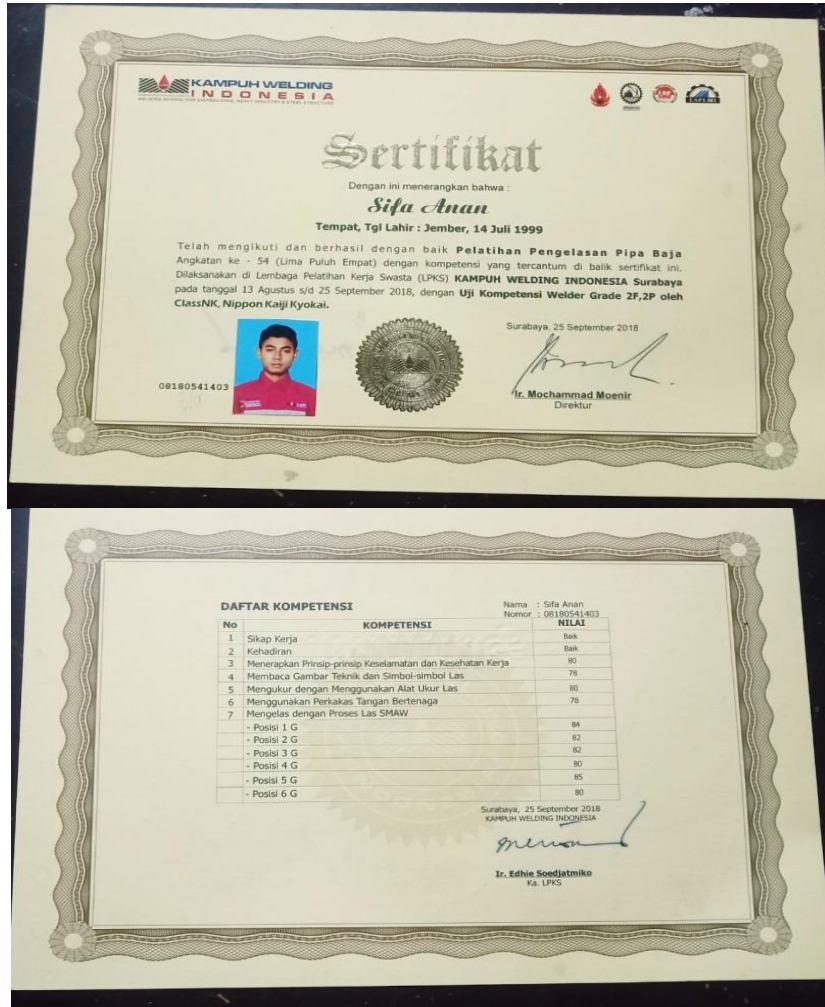 KAMPUH WELDING
INDONESIA
WELDING SCHOOL FOR SHIPBUILDING, HEAVY INDUSTRY & STEEL STRUCTURE
Sertifikat
Dengan ini menerangkan bahwa :
Sifa Anan
Tempat, Tgl Lahir : Jember, 14 Juli 1999
Telah mengikuti dan berhasil dengan baik Pelatihan Pengelasan Pipa Baja
Angkatan ke - 54 (Lima Puluh Empat) dengan kompetensi yang tercantum di balik sertifikat ini.
Dilaksanakan di Lembaga Pelatihan Kerja Swasta (LPKS) KAMPUH WELDING INDONESIA Surabaya
pada tanggal 13 Agustus s/d 25 September 2018, dengan Uji Kompetensi Welder Grade 2F,2P oleh
ClassNK, Nippon Kaiji Kyokai.
Surabaya, 25 September 2018
08180541403
Ir. Mochammad Moenir
Direktur
DAFTAR KOMPETENSI
Nama : Sifa Anan
Nomor : 08180541403
No KOMPETENSI NILAI
1 Sikap Kerja Baik
2 Kehadiran Baik
3 Menerapkan Prinsip-prinsip Keselamatan dan Kesehatan Kerja 80
4 Membaca Gambar Teknik dan Simbol-simbol Las 78
5 Mengukur dengan Menggunakan Alat Ukur Las 80
6 Menggunakan Perkakas Tangan Bertenaga 78
7 Mengelas dengan Proses Las SMAW
- Posisi 1 G 84
- Posisi 2 G 82
- Posisi 3 G 82
- Posisi 4 G 80
- Posisi 5 G 85
- Posisi 6 G 80
Surabaya, 25 September 2018
KAMPUH WELDING INDONESIA
Ir. Edhie Soedjatmiko
Ka. LPKS